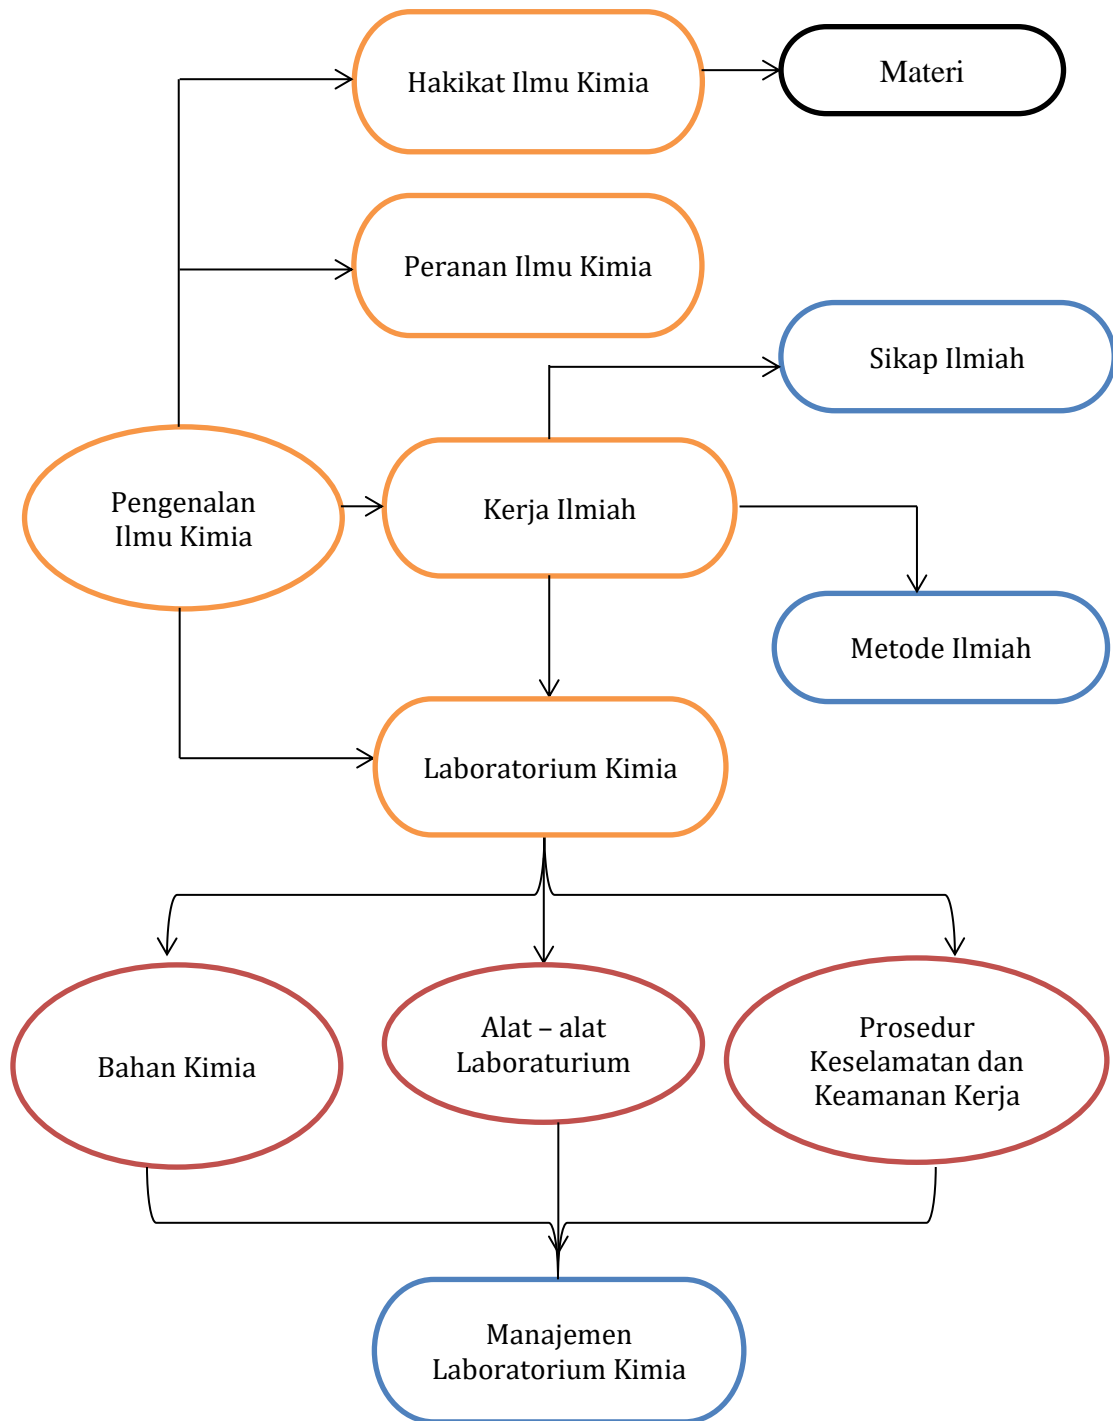 Hakikat Ilmu Kimia
Materi
Peranan Ilmu Kimia
Sikap Ilmiah
Pengenalan
Ilmu Kimia
Kerja Ilmiah
Metode Ilmiah
Laboratorium Kimia
Bahan Kimia
Alat – alat
Laboraturium
Prosedur
Keselamatan dan
Keamanan Kerja
Manajemen
Laboratorium Kimia